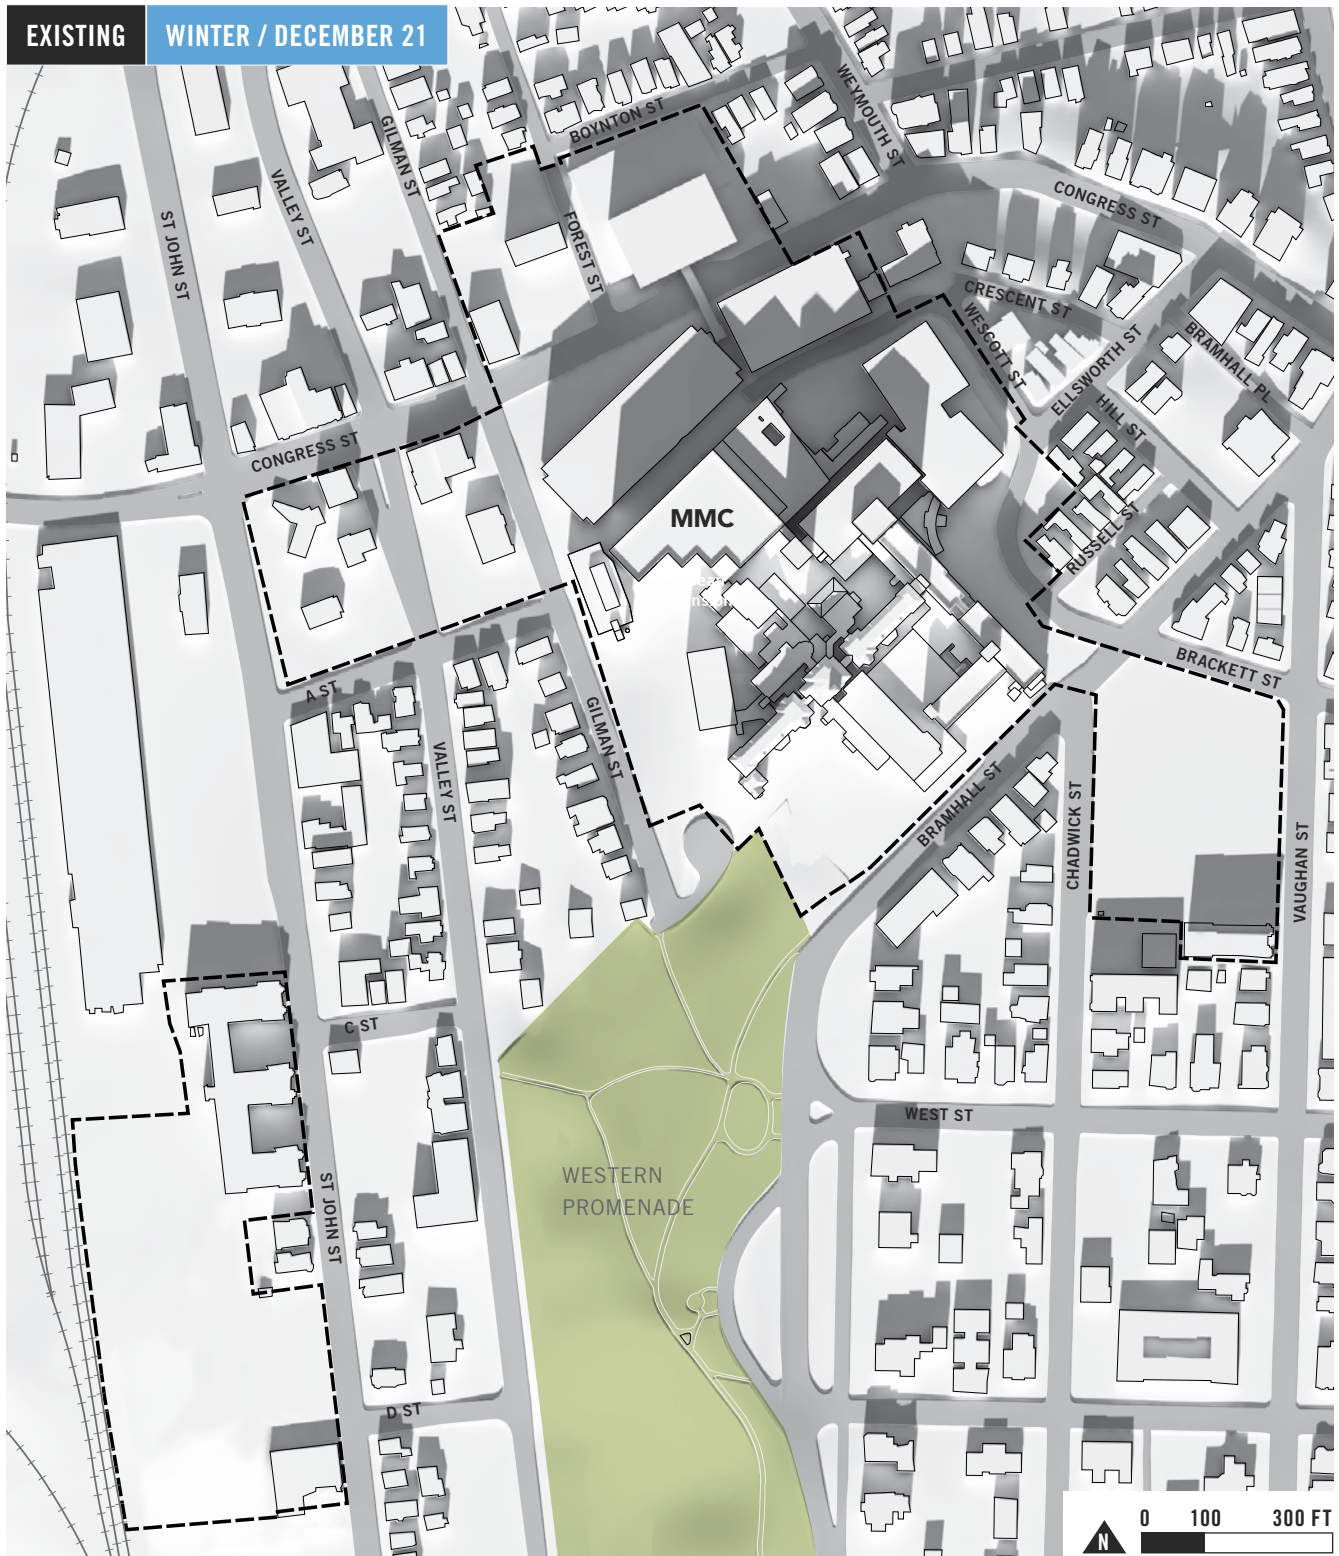 EXISTING
WINTER / DECEMBER 21
BOYNTON ST
WEYMOUTH ST
GILMAN ST
VALLEY ST
ST JOHN ST
FOREST ST
CONGRESS ST
CRESCENT ST
WESCOTT ST
ELLSWORTH ST
BRAMHALL PL
HILL ST
CONGRESS ST
MMC
RUSSELL ST
BRACKETT ST
A ST
GILMAN ST
VALLEY ST
BRAMHALL ST
CHADWICK ST
VAUGHAN ST
C ST
WEST ST
WESTERN
PROMENADE
ST JOHN ST
D ST
N
0 100 300 FT